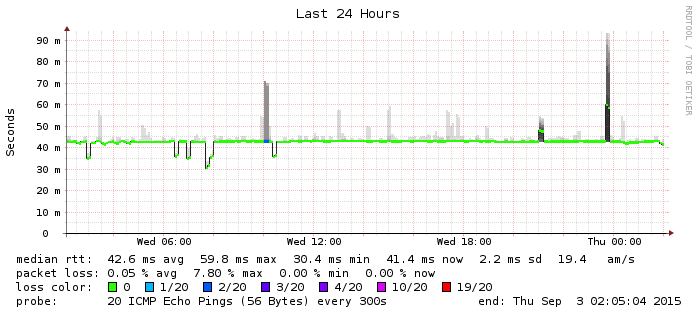 Last 24 Hours
RRDTOOL / TOBI OETIKER
Seconds
90 m
80 m
70 m
60 m
50 m
40 m
30 m
20 m
10 m
0
Wed 06:00 Wed 12:00 Wed 18:00 Thu 00:00
median rtt: 42.6 ms avg 59.8 ms max 30.4 ms min 41.4 ms now 2.2 ms sd 19.4 am/s
packet loss: 0.05 % avg 7.80 % max 0.00 % min 0.00 % now
loss color: 0 1/20 2/20 3/20 4/20 10/20 19/20
probe: 20 ICMP Echo Pings (56 Bytes) every 300s end: Thu Sep 3 02:05:04 2015